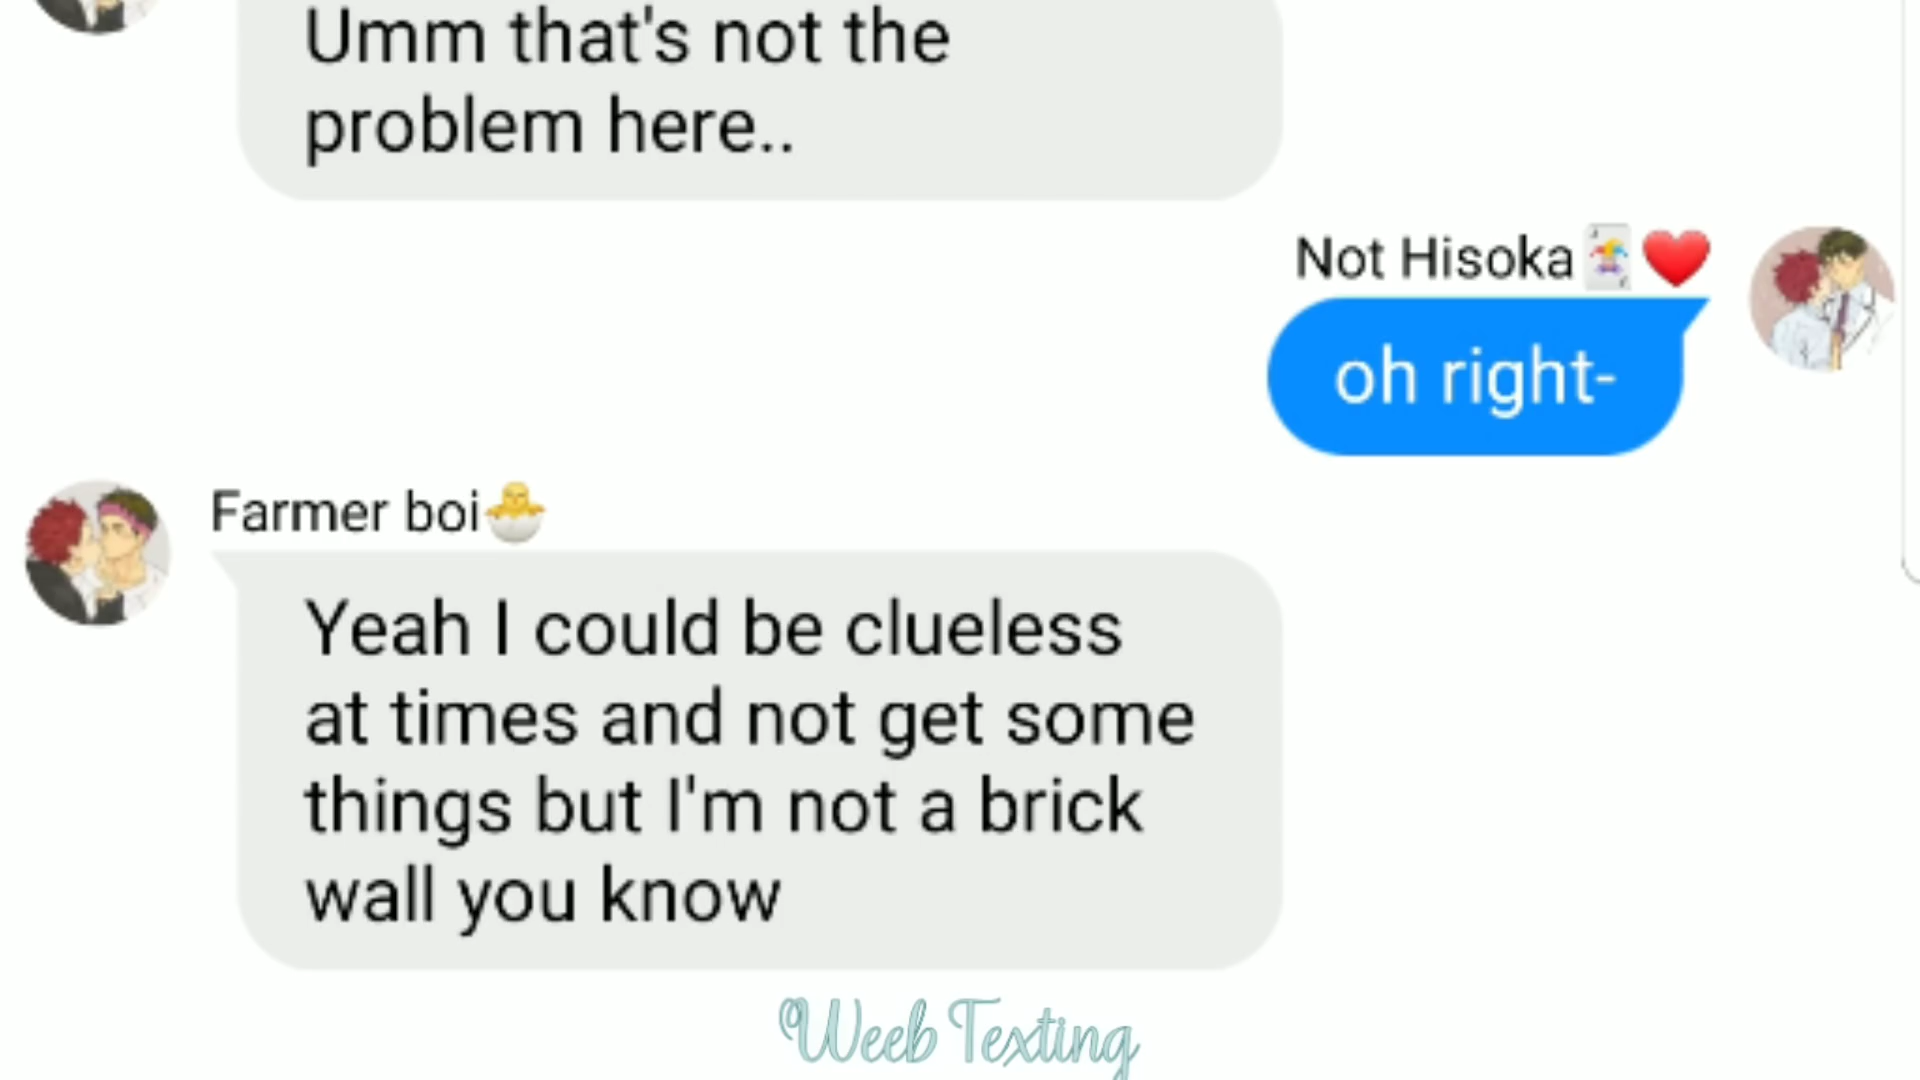 Umm that's not the
problem here..
Not Hisoka🃏❤️
oh right-
Farmer boi🐣
Yeah I could be clueless
at times and not get some
things but I'm not a brick
wall you know
Weeb Texting